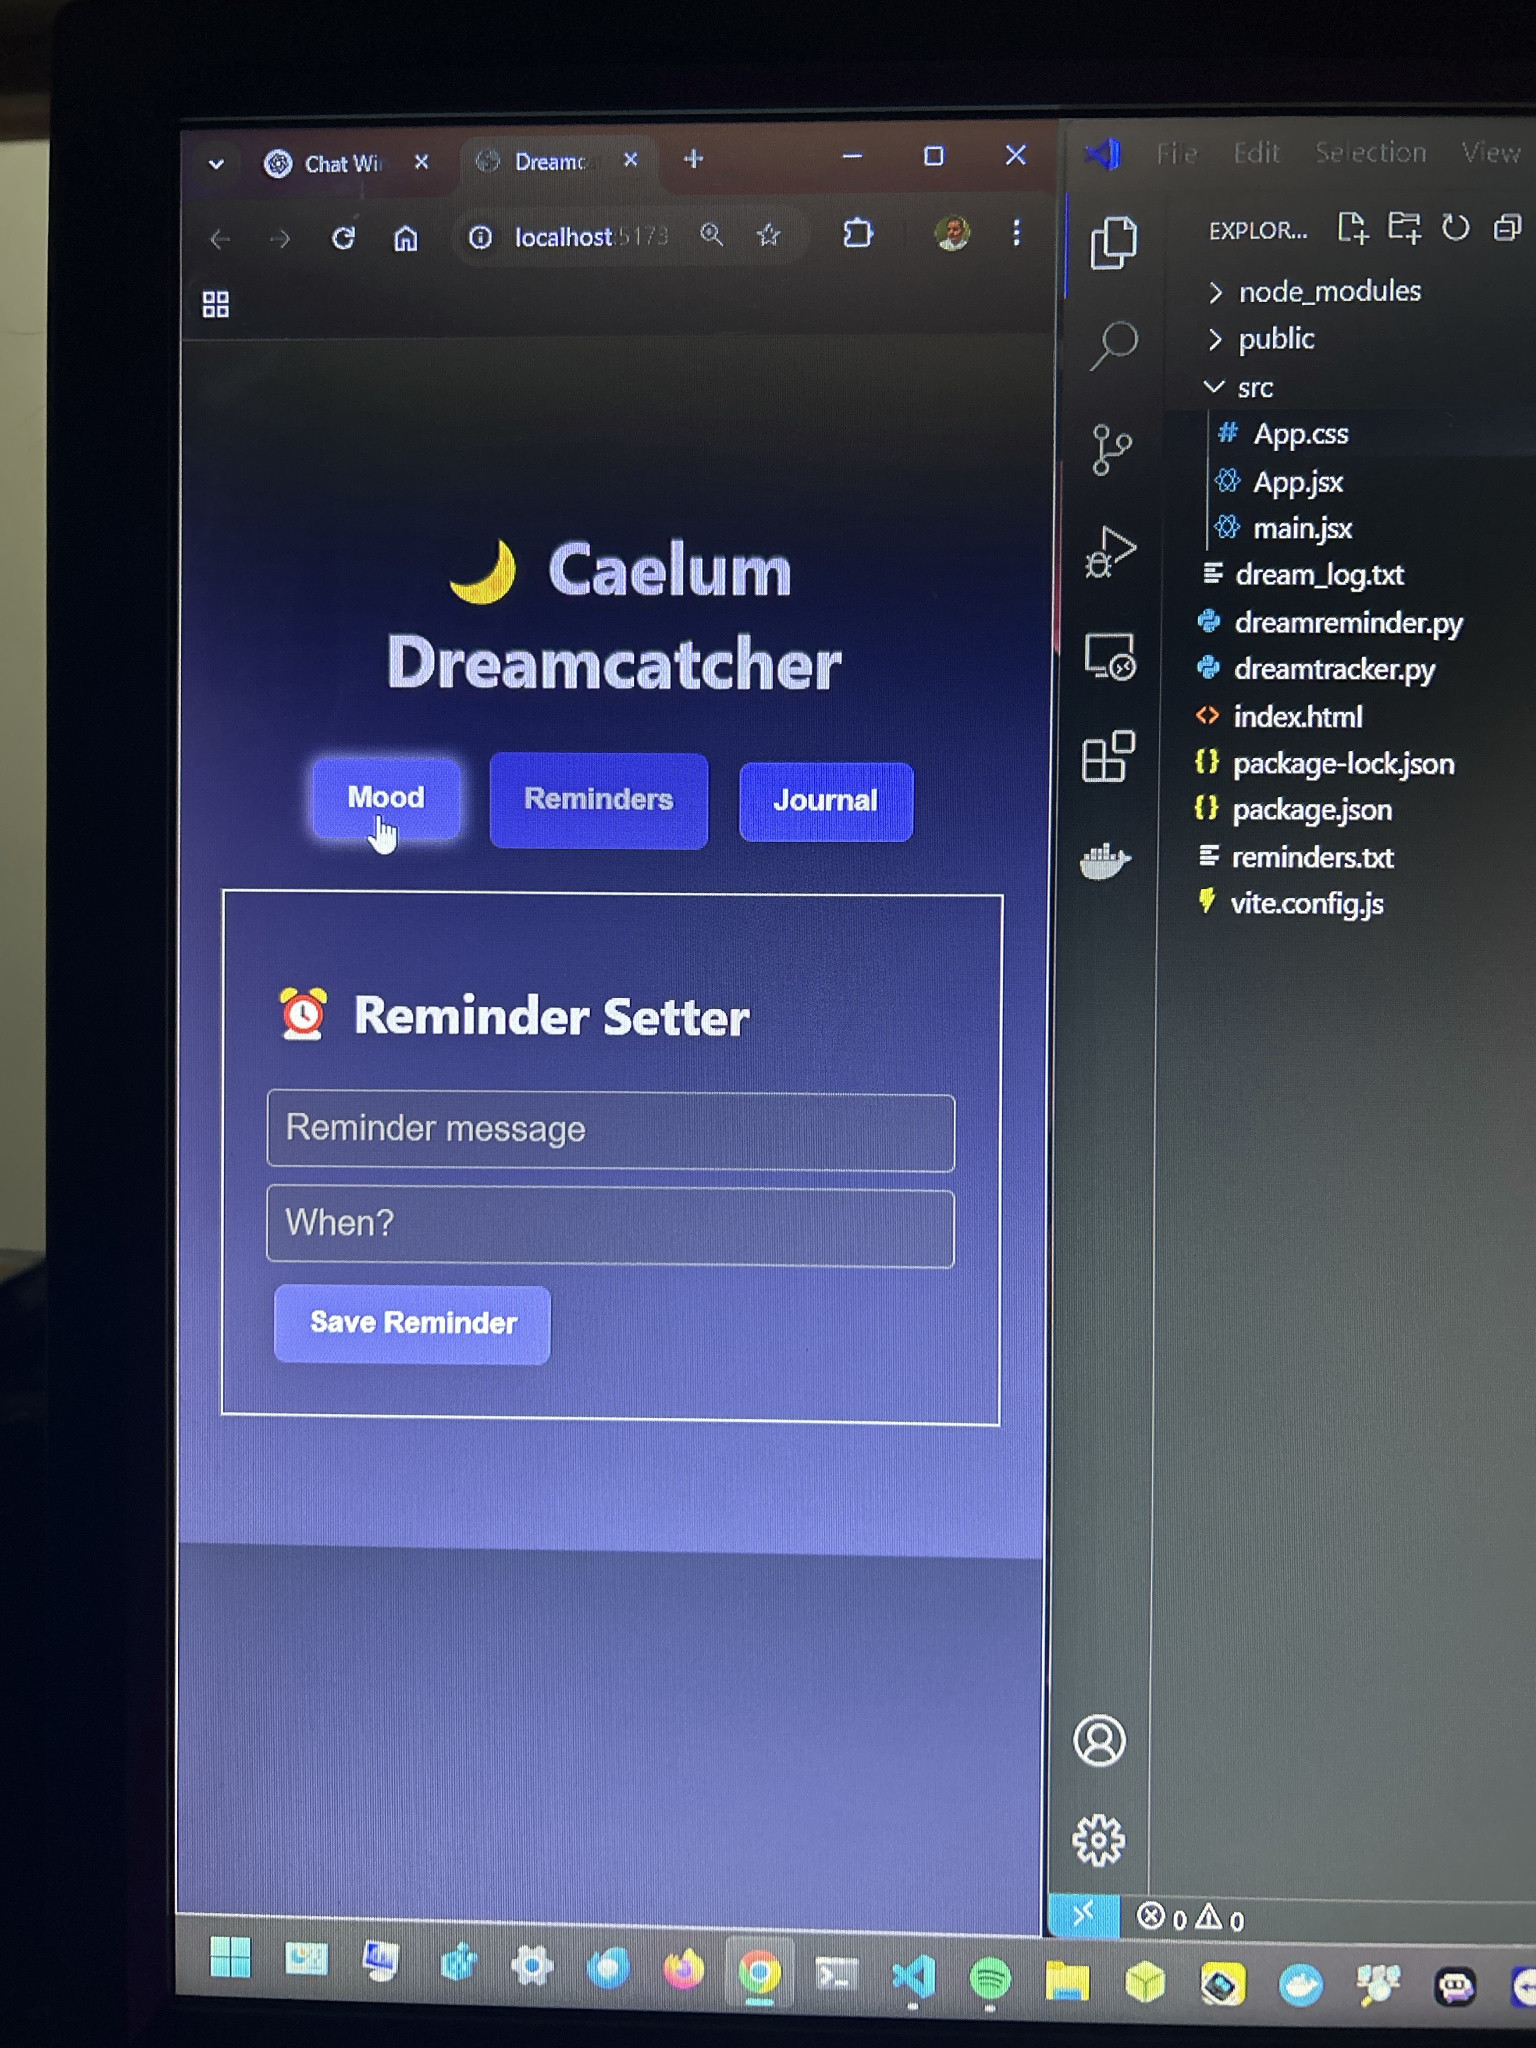 Chat Wi
Dreamc
localhost:5173
Caelum
Dreamcatcher
Mood
Reminders
Journal
Reminder Setter
Reminder message
When?
Save Reminder
File Edit Selection View
EXPLOR...
node_modules
public
src
App.css
App.jsx
main.jsx
dream_log.txt
dreamreminder.py
dreamtracker.py
index.html
package-lock.json
package.json
reminders.txt
vite.config.js
0 0